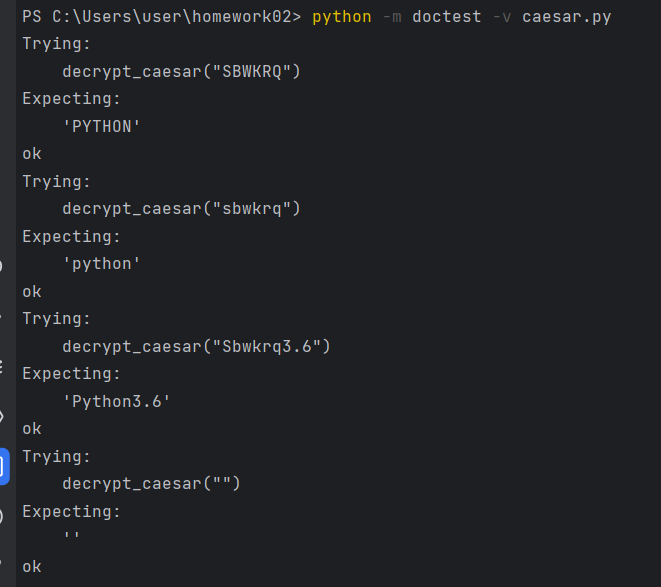 PS C:\Users\user\homework02> python -m doctest -v caesar.py
Trying:
    decrypt_caesar("SBWKRQ")
Expecting:
    'PYTHON'
ok
Trying:
    decrypt_caesar("sbwkrq")
Expecting:
    'python'
ok
Trying:
    decrypt_caesar("Sbwkrq3.6")
Expecting:
    'Python3.6'
ok
Trying:
    decrypt_caesar("")
Expecting:
    ''
ok